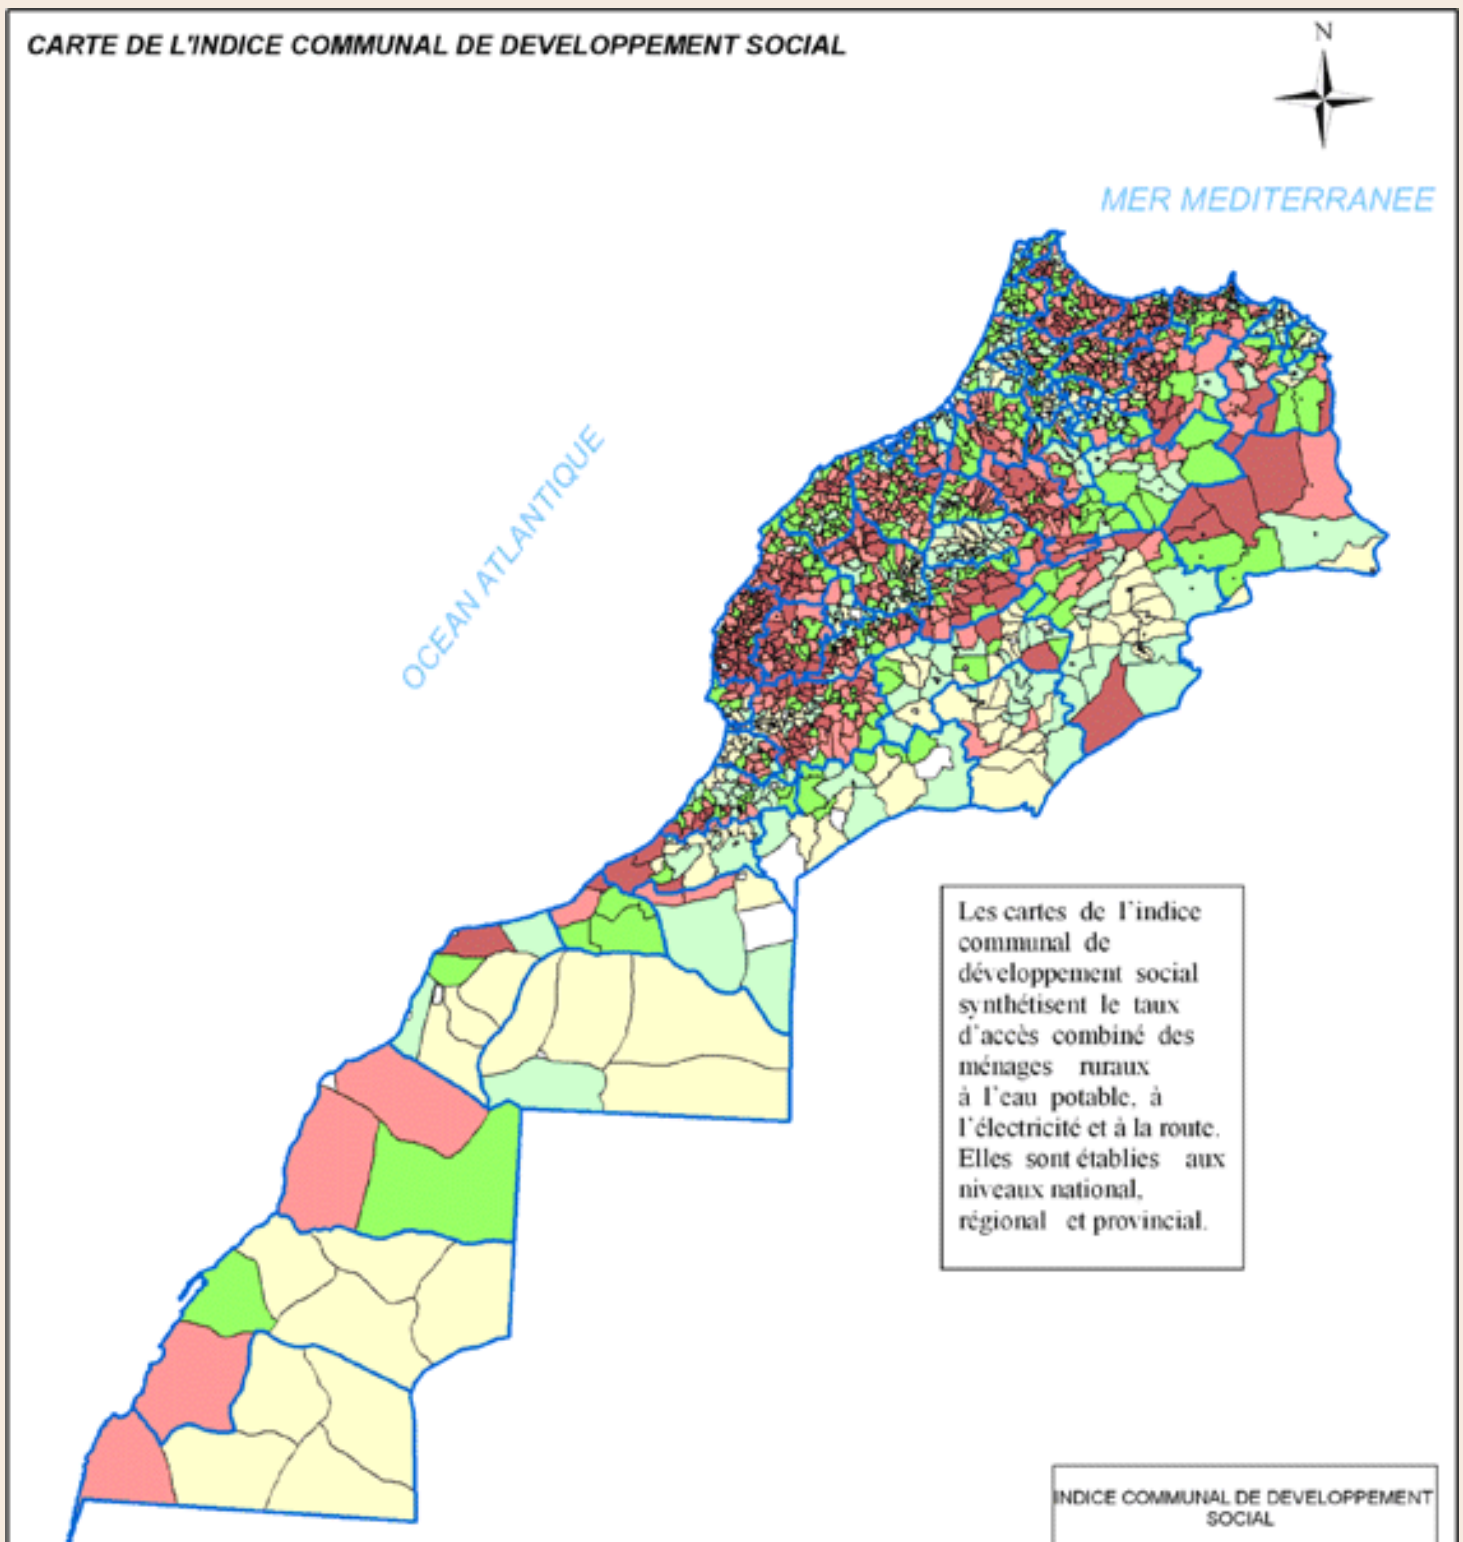 CARTE DE L'INDICE COMMUNAL DE DEVELOPPEMENT SOCIAL
N
MER MEDITERRANEE
OCEAN ATLANTIQUE
Les cartes de l'indice
communal de
développement social
synthétisent le taux
d'accès combiné des
ménages ruraux
à l'eau potable, à
l'électricité et à la route.
Elles sont établies aux
niveaux national,
régional et provincial.
INDICE COMMUNAL DE DEVELOPPEMENT
SOCIAL